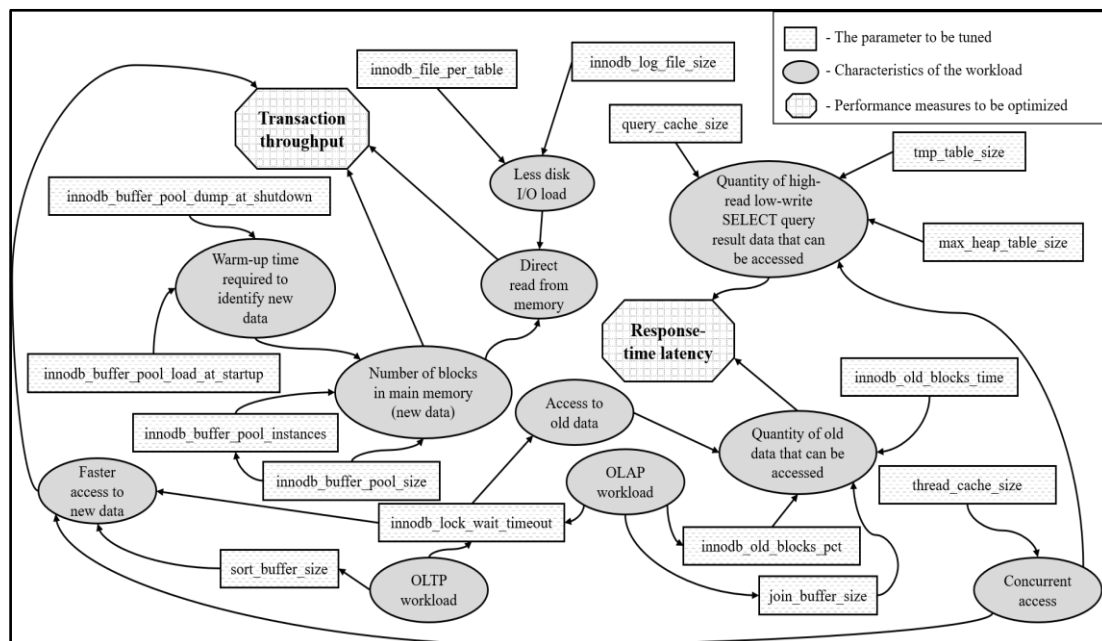 - The parameter to be tuned
- Characteristics of the workload
- Performance measures to be optimized
innodb_file_per_table
innodb_log_file_size
Transaction
throughput
query_cache_size
tmp_table_size
Less disk
I/O load
Quantity of high-
read low-write
SELECT query
result data that can
be accessed
innodb_buffer_pool_dump_at_shutdown
max_heap_table_size
Warm-up time
required to
identify new
data
Direct
read from
memory
Response-
time latency
innodb_buffer_pool_load_at_startup
Number of blocks
in main memory
(new data)
innodb_old_blocks_time
Access to
old data
innodb_buffer_pool_instances
Quantity of old
data that can be
accessed
Faster
access to
new data
innodb_buffer_pool_size
OLAP
workload
thread_cache_size
innodb_lock_wait_timeout
innodb_old_blocks_pct
sort_buffer_size
OLTP
workload
join_buffer_size
Concurrent
access